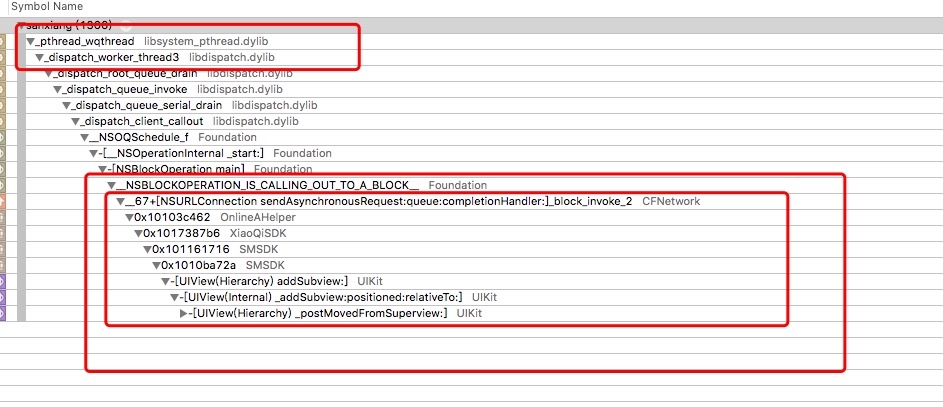 Symbol Name
sanxiang (1300)
_pthread_wqthread libsystem_pthread.dylib
_dispatch_worker_thread3 libdispatch.dylib
_dispatch_root_queue_drain libdispatch.dylib
_dispatch_queue_invoke libdispatch.dylib
_dispatch_queue_serial_drain libdispatch.dylib
_dispatch_client_callout libdispatch.dylib
__NSOQSchedule_f Foundation
-[__NSOperationInternal _start:] Foundation
-[NSBlockOperation main] Foundation
__NSBLOCKOPERATION_IS_CALLING_OUT_TO_A_BLOCK__ Foundation
__67+[NSURLConnection sendAsynchronousRequest:queue:completionHandler:]_block_invoke_2 CFNetwork
0x10103c462 OnlineAHelper
0x1017387b6 XiaoQiSDK
0x101161716 SMSDK
0x1010ba72a SMSDK
-[UIView(Hierarchy) addSubview:] UIKit
-[UIView(Internal) _addSubview:positioned:relativeTo:] UIKit
-[UIView(Hierarchy) _postMovedFromSuperview:] UIKit